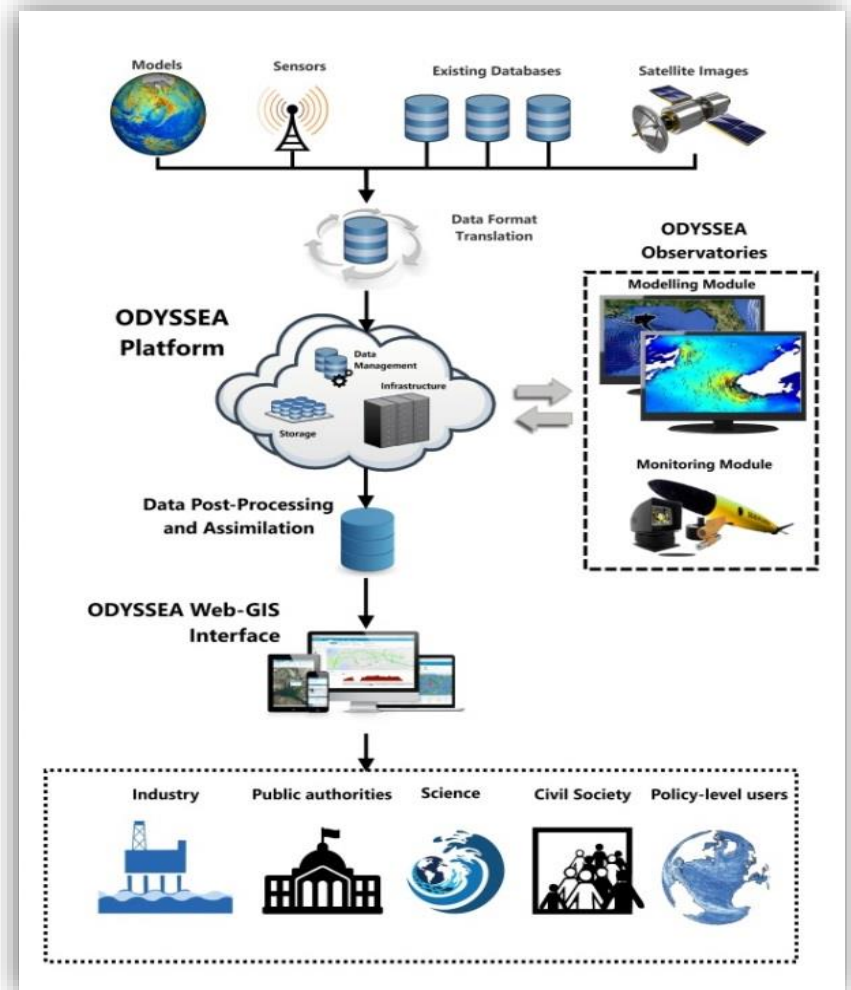 Models
Sensors
Existing Databases
Satellite Images
Data Format
Translation
ODYSSEA
Observatories
Modelling Module
ODYSSEA
Platform
Data
Management
Infrastructure
Storage
Monitoring Module
Data Post-Processing
and Assimilation
ODYSSEA Web-GIS
Interface
Industry
Public authorities
Science
Civil Society
Policy-level users